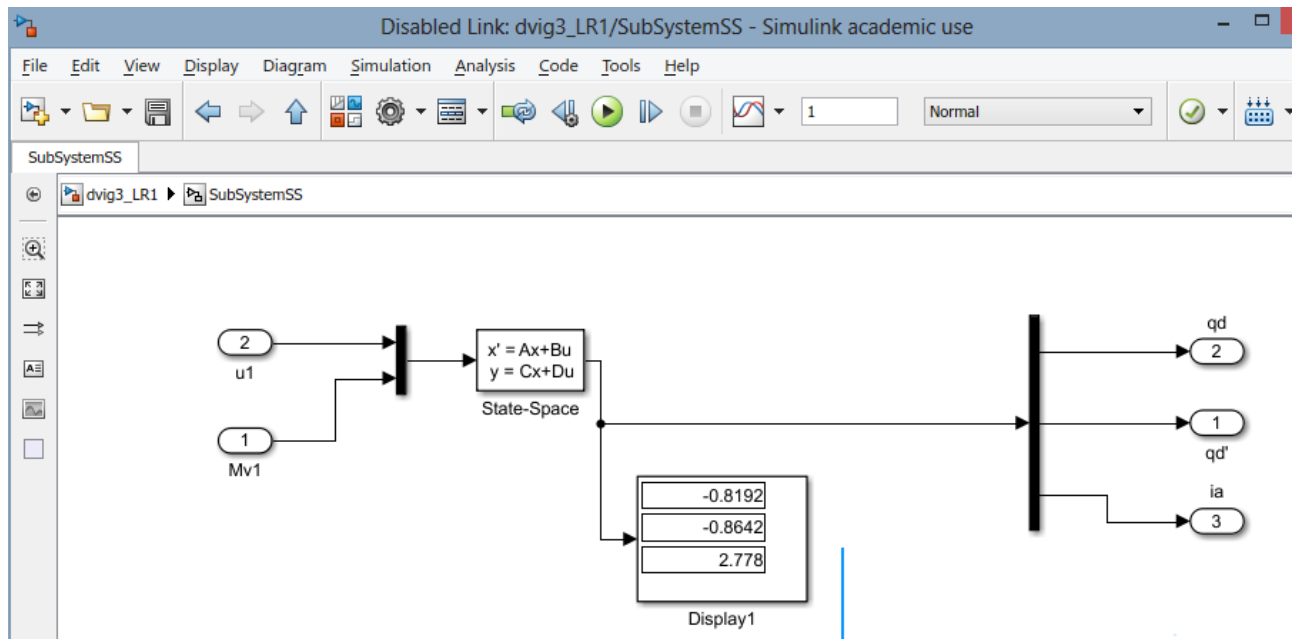 Disabled Link: dvig3_LR1/SubSystemSS - Simulink academic use
File Edit View Display Diagram Simulation Analysis Code Tools Help
1 Normal
SubSystemSS
dvig3_LR1 SubSystemSS
2
u1
1
Mv1
x' = Ax+Bu
y = Cx+Du
State-Space
-0.8192
-0.8642
2.778
Display1
qd
2
1
qd'
ia
3